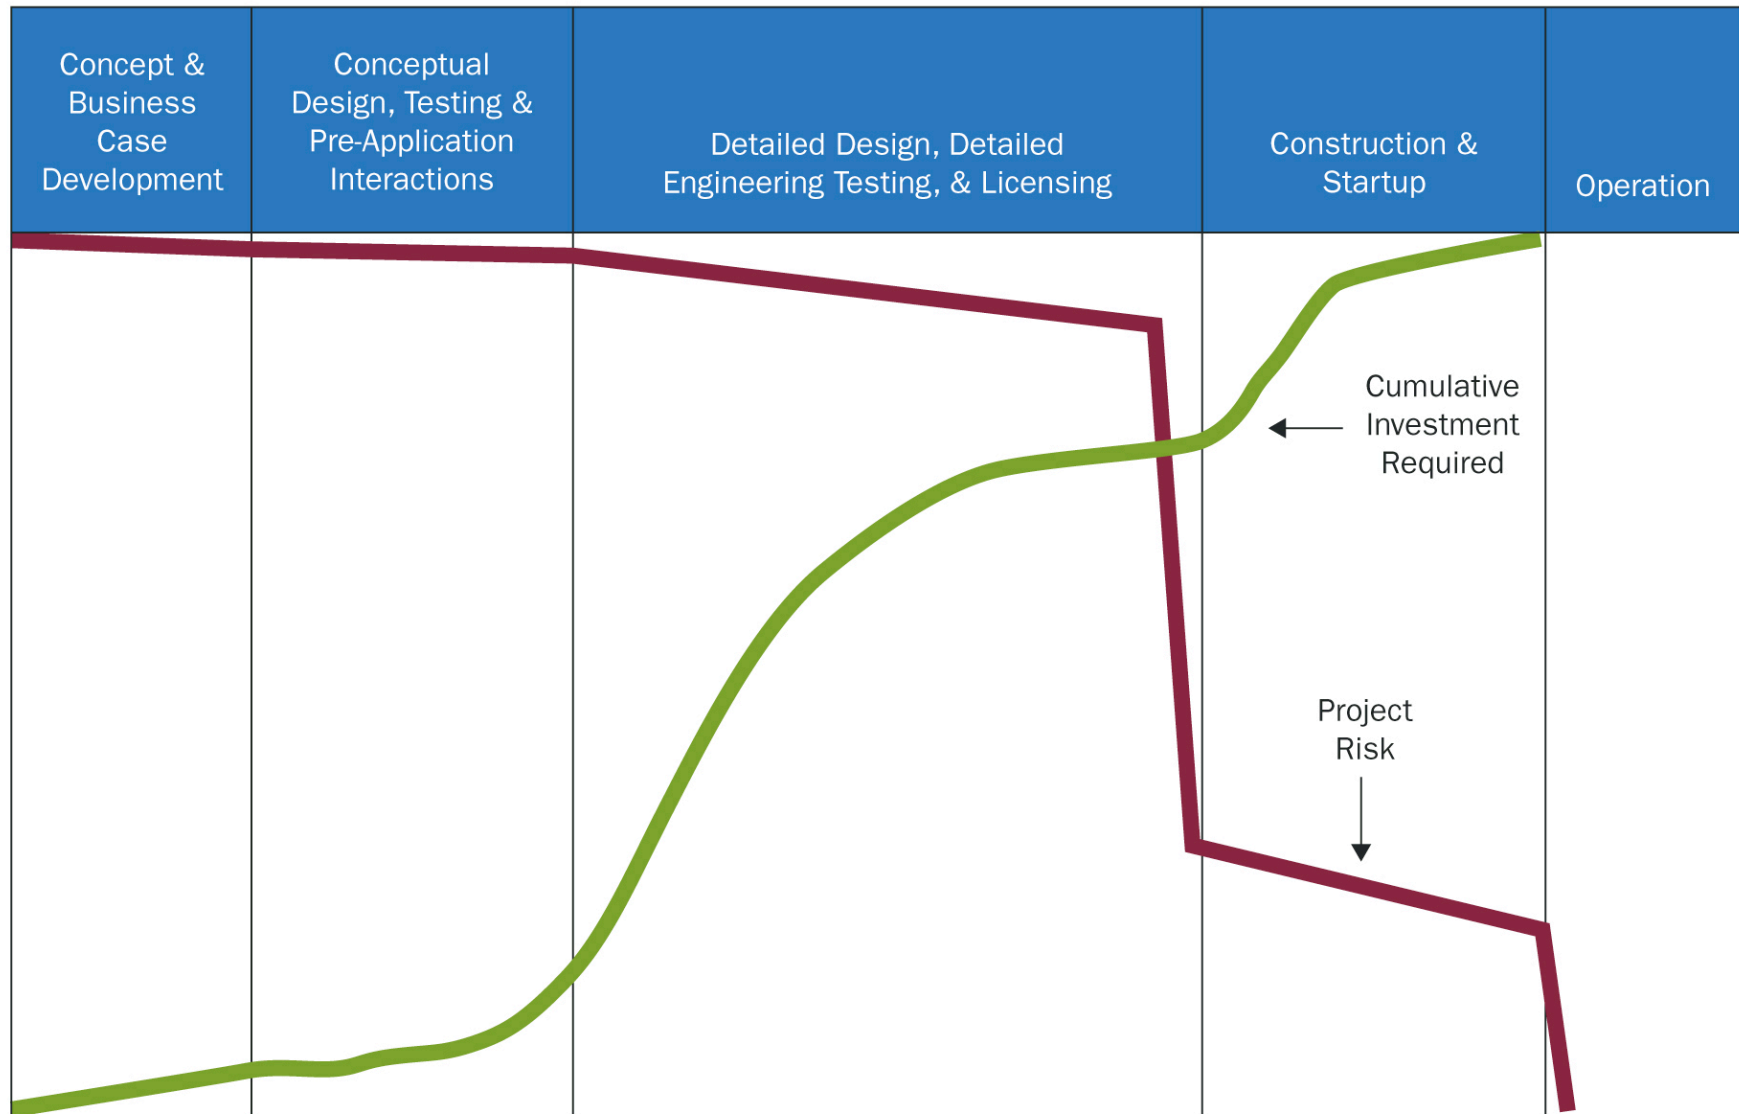 Concept &
Business
Case
Development
Conceptual
Design, Testing &
Pre-Application
Interactions
Detailed Design, Detailed
Engineering Testing, & Licensing
Construction &
Startup
Operation
Cumulative
Investment
Required
Project
Risk